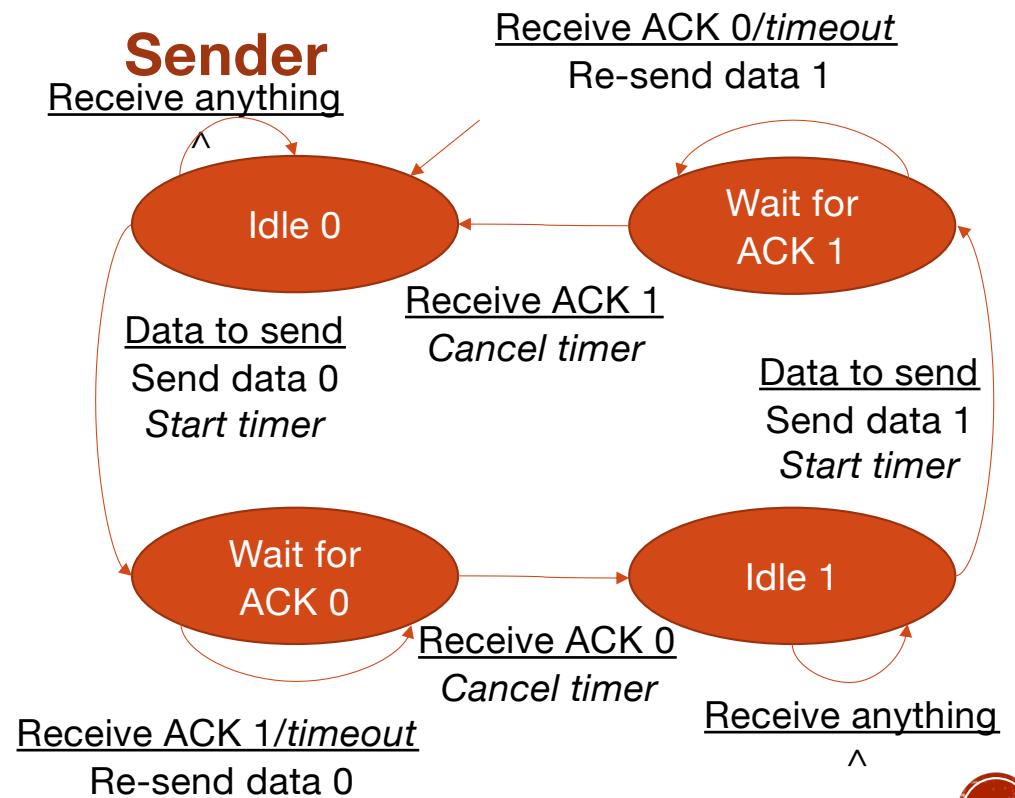 Sender
Receive anything
^
Receive ACK 0/timeout
Re-send data 1
Idle 0
Wait for
ACK 1
Receive ACK 1
Cancel timer
Data to send
Send data 0
Start timer
Data to send
Send data 1
Start timer
Wait for
ACK 0
Idle 1
Receive ACK 0
Cancel timer
Receive ACK 1/timeout
Re-send data 0
Receive anything
^